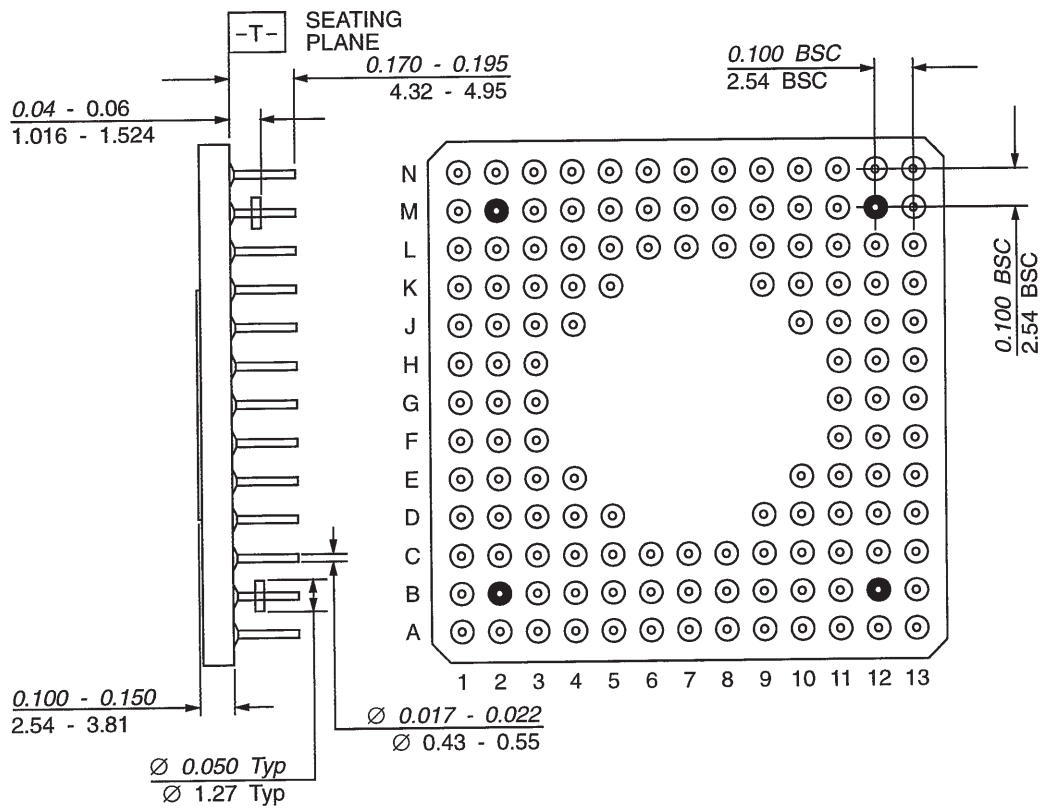 -T-
SEATING
PLANE
0.170 - 0.195
4.32 - 4.95
0.100 BSC
2.54 BSC
0.04 - 0.06
1.016 - 1.524
N
M
L
K
J
H
G
F
E
D
C
B
A
0.100 BSC
2.54 BSC
1 2 3 4 5 6 7 8 9 10 11 12 13
0.100 - 0.150
2.54 - 3.81
∅ 0.017 - 0.022
∅ 0.43 - 0.55
∅ 0.050 Typ
∅ 1.27 Typ